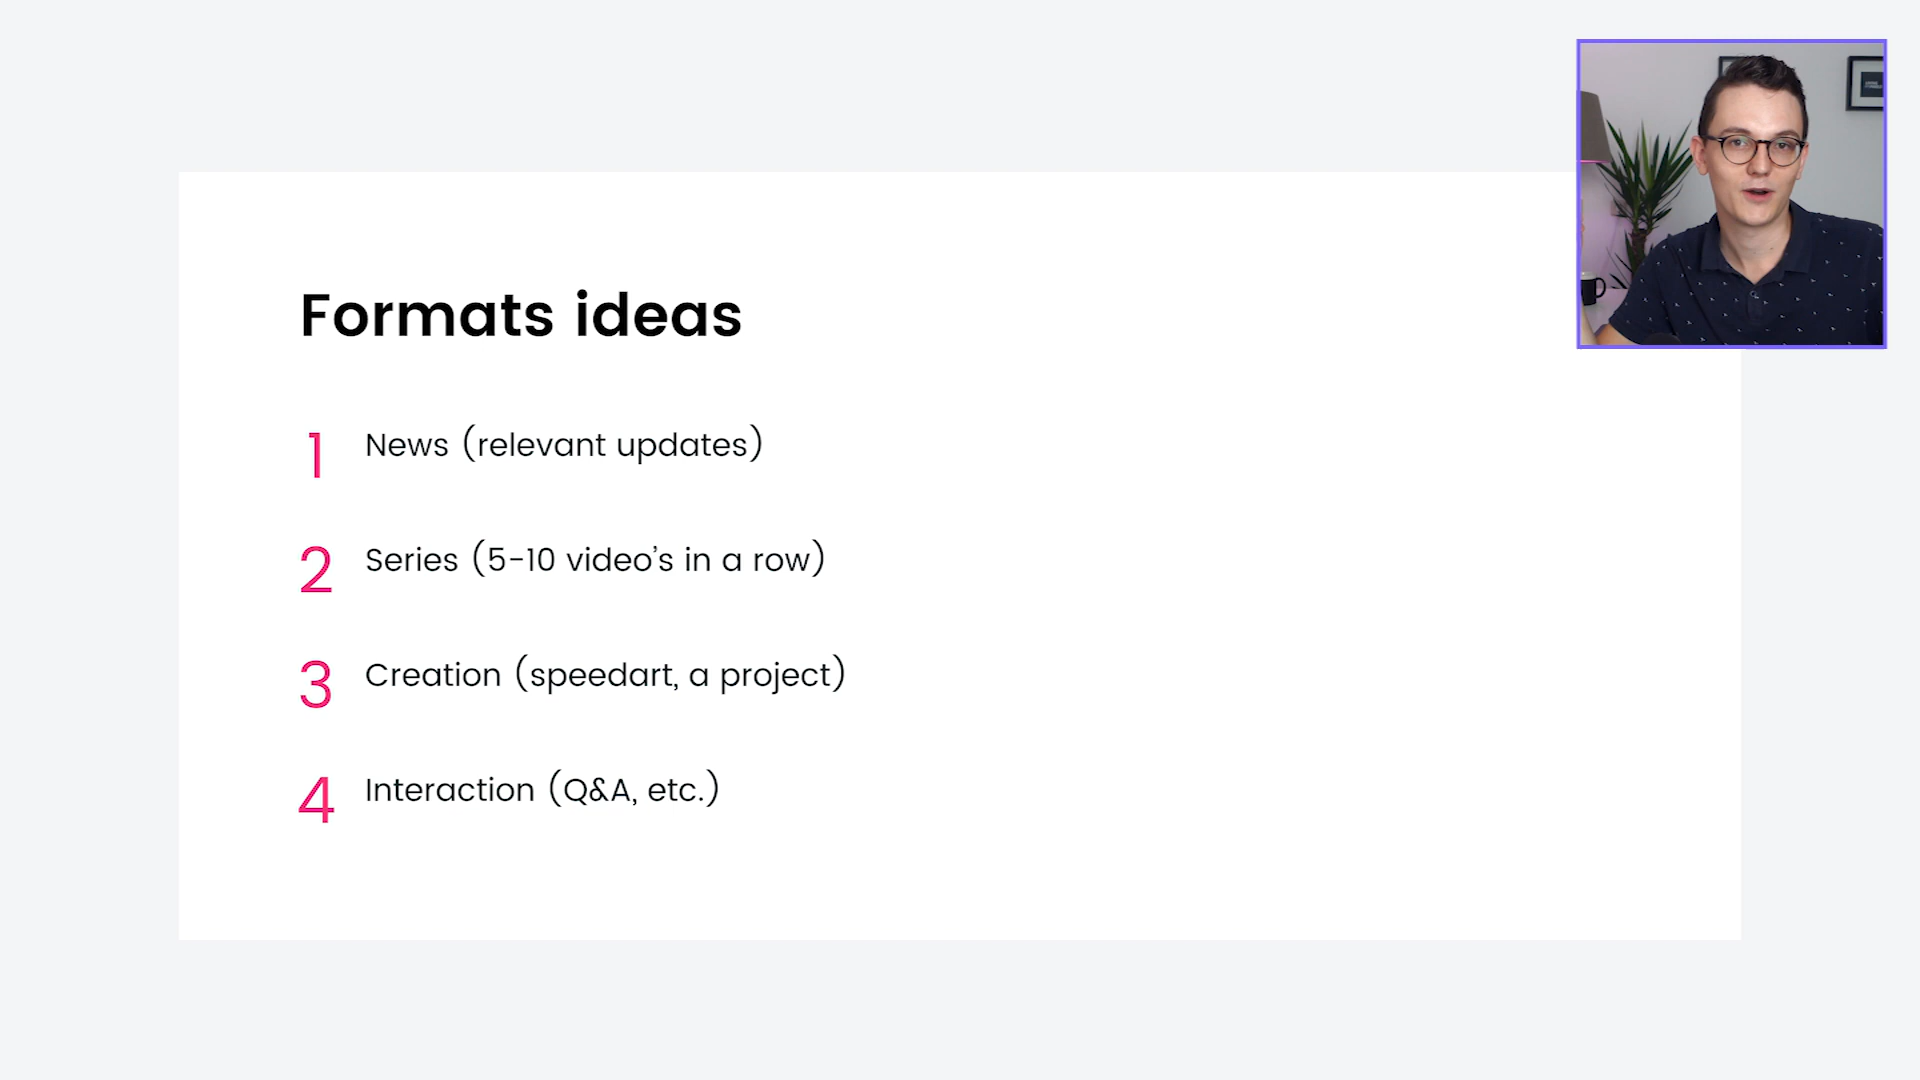 Formats ideas
1 News (relevant updates)
2 Series (5-10 video's in a row)
3 Creation (speedart, a project)
4 Interaction (Q&A, etc.)